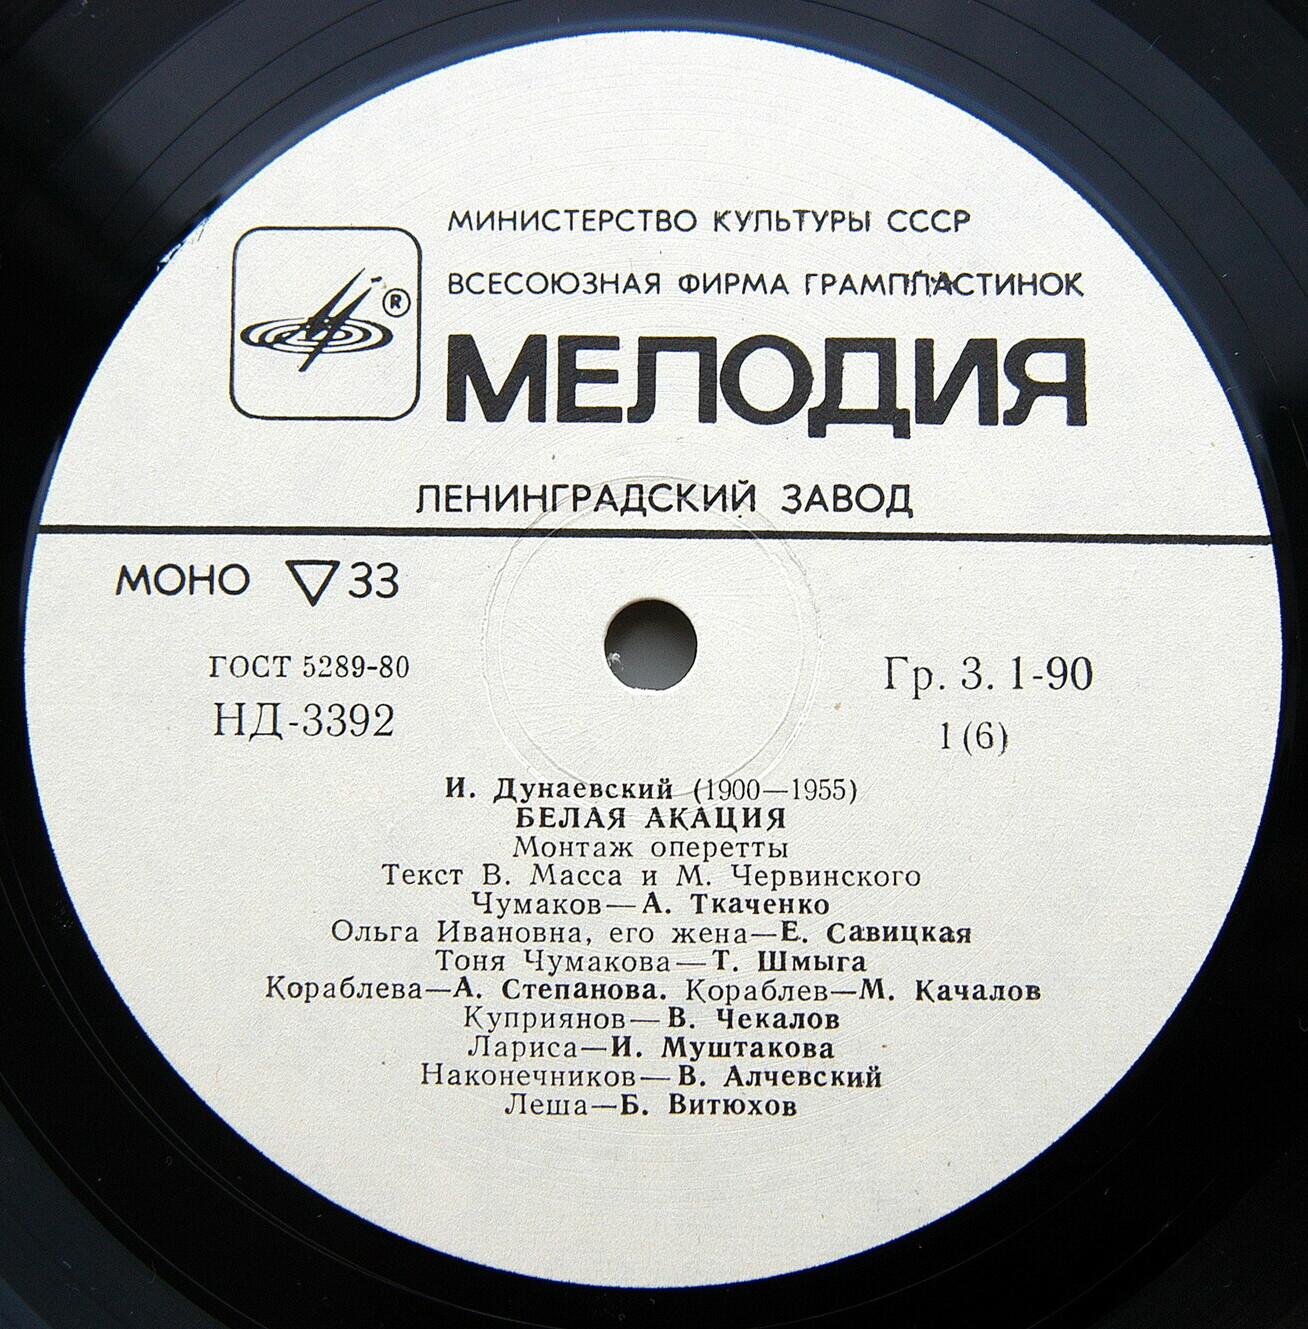 МИНИСТЕРСТВО КУЛЬТУРЫ СССР
ВСЕСОЮЗНАЯ ФИРМА ГРАМПЛАСТИНОК
®
МЕЛОДИЯ
ЛЕНИНГРАДСКИЙ ЗАВОД
МОНО ▽33
ГОСТ 5289-80
НД-3392
Гр. 3. 1-90
1(6)
И. Дунаевский (1900—1955)
БЕЛАЯ АКАЦИЯ
Монтаж оперетты
Текст В. Масса и М. Червинского
Чумаков—А. Ткаченко
Ольга Ивановна, его жена—Е. Савицкая
Тоня Чумакова—Т. Шмыга
Кораблева—А. Степанова. Кораблев—М. Качалов
Куприянов—В. Чекалов
Лариса—И. Муштакова
Наконечников—В. Алчевский
Леша—Б. Витюхов